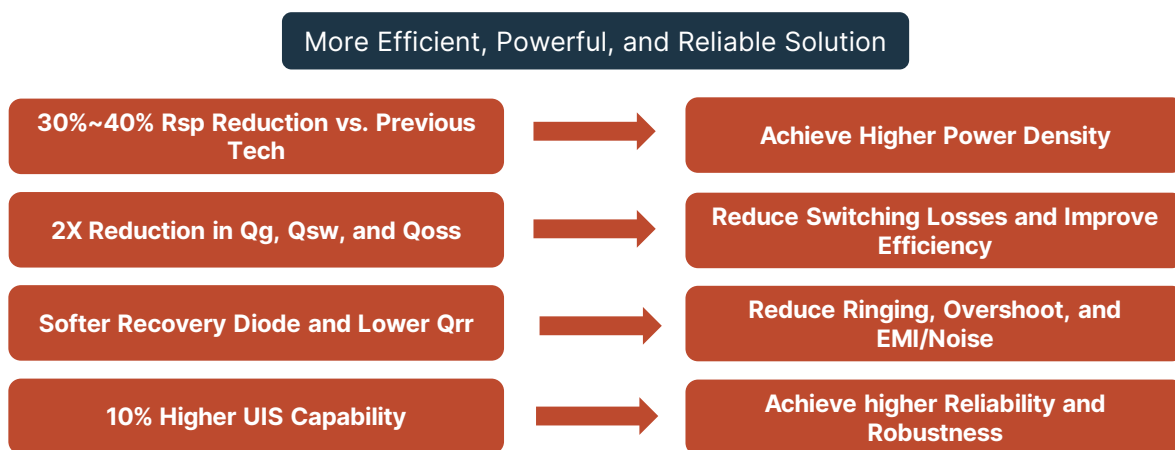 More Efficient, Powerful, and Reliable Solution
30%~40% Rsp Reduction vs. Previous
Tech
Achieve Higher Power Density
2X Reduction in Qg, Qsw, and Qoss
Reduce Switching Losses and Improve
Efficiency
Softer Recovery Diode and Lower Qrr
Reduce Ringing, Overshoot, and
EMI/Noise
10% Higher UIS Capability
Achieve higher Reliability and
Robustness